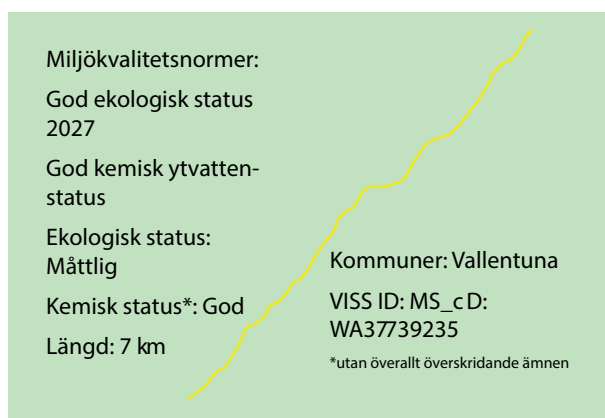 Miljökvalitetsnormer:
God ekologisk status
2027
God kemisk ytvatten-
status
Ekologisk status:
Måttlig
Kemisk status*: God
Längd: 7 km
Kommuner: Vallentuna
VISS ID: MS_cD:
WA37739235
*utan överallt överskridande ämnen